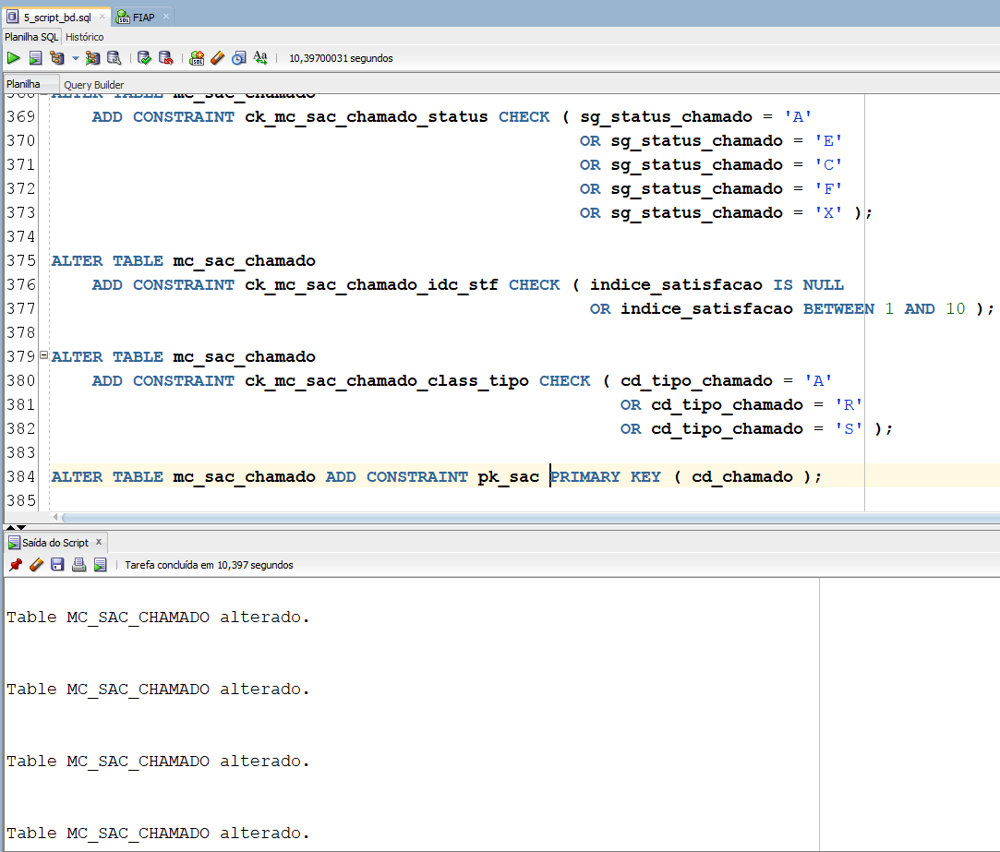 5_script_bd.sql × FIAP ×
Planilha SQL Histórico
10,39700031 segundos
Planilha Query Builder
368 ALTER TABLE mc_sac_chamado
369 ADD CONSTRAINT ck_mc_sac_chamado_status CHECK ( sg_status_chamado = 'A'
370 OR sg_status_chamado = 'E'
371 OR sg_status_chamado = 'C'
372 OR sg_status_chamado = 'F'
373 OR sg_status_chamado = 'X' );
374
375 ALTER TABLE mc_sac_chamado
376 ADD CONSTRAINT ck_mc_sac_chamado_idc_stf CHECK ( indice_satisfacao IS NULL
377 OR indice_satisfacao BETWEEN 1 AND 10 );
378
379 ALTER TABLE mc_sac_chamado
380 ADD CONSTRAINT ck_mc_sac_chamado_class_tipo CHECK ( cd_tipo_chamado = 'A'
381 OR cd_tipo_chamado = 'R'
382 OR cd_tipo_chamado = 'S' );
383
384 ALTER TABLE mc_sac_chamado ADD CONSTRAINT pk_sac PRIMARY KEY ( cd_chamado );
385
Saída do Script ×
Tarefa concluída em 10,397 segundos
Table MC_SAC_CHAMADO alterado.
Table MC_SAC_CHAMADO alterado.
Table MC_SAC_CHAMADO alterado.
Table MC_SAC_CHAMADO alterado.